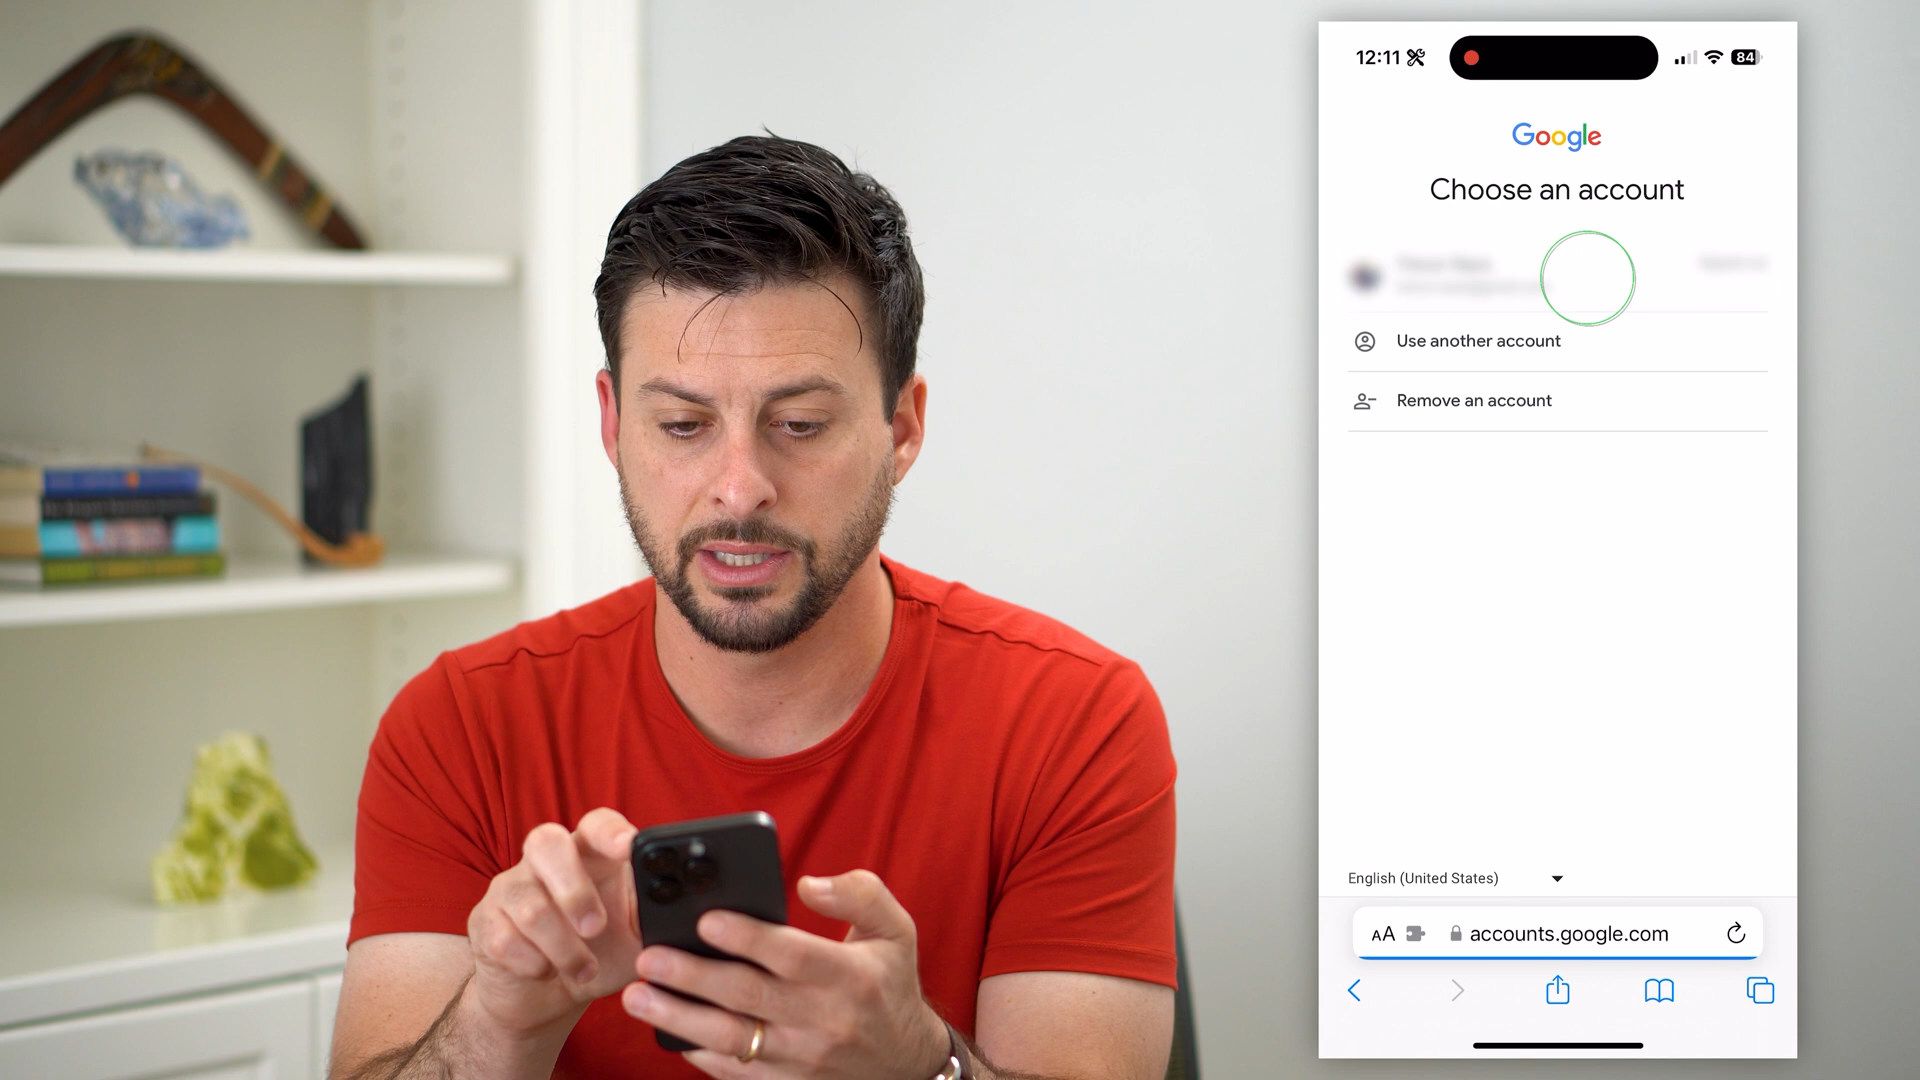 12:11
84
Google
Choose an account
Use another account
Remove an account
English (United States)
AA
accounts.google.com